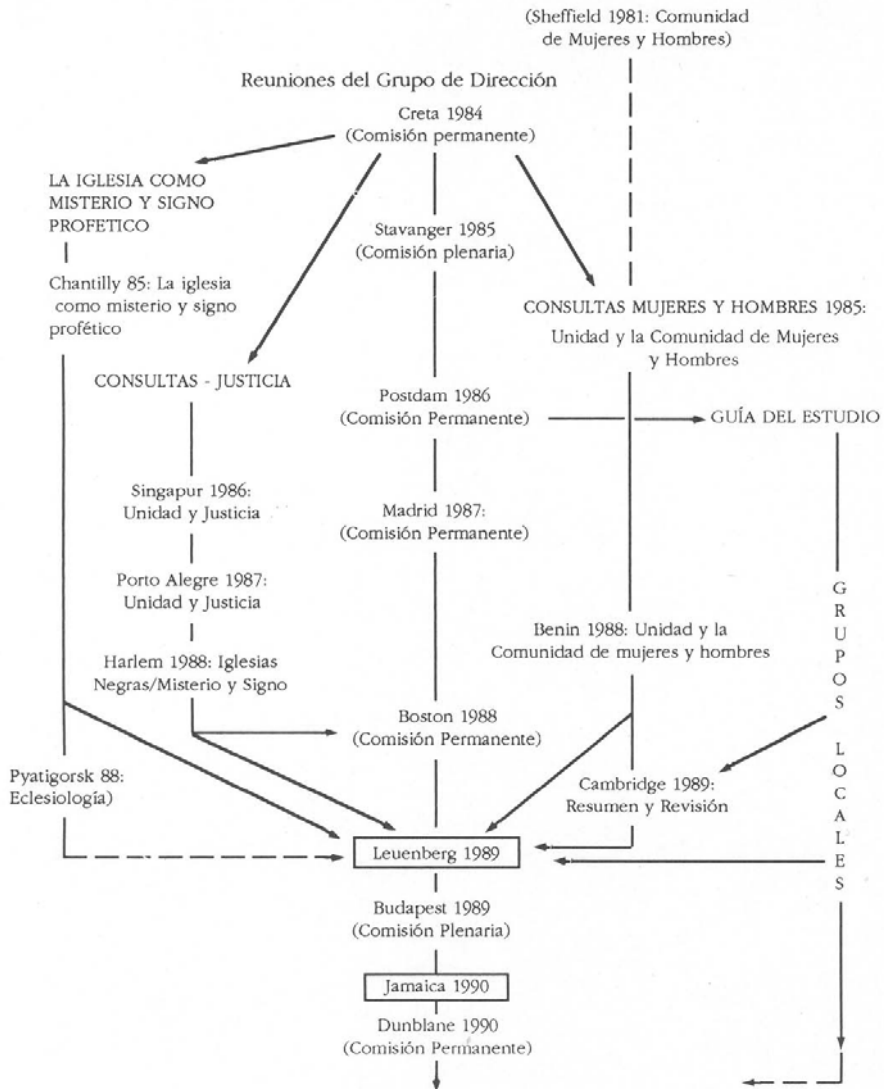 (Sheffield 1981: Comunidad
de Mujeres y Hombres)
Reuniones del Grupo de Dirección
Creta 1984
(Comisión permanente)
LA IGLESIA COMO
MISTERIO Y SIGNO
PROFETICO
Stavanger 1985
(Comisión plenaria)
Chantilly 85: La iglesia
como misterio y signo
profético
CONSULTAS MUJERES Y HOMBRES 1985:
Unidad y la Comunidad de Mujeres
y Hombres
CONSULTAS - JUSTICIA
Postdam 1986
(Comisión Permanente)
GUÍA DEL ESTUDIO
Singapur 1986:
Unidad y Justicia
Madrid 1987:
(Comisión Permanente)
Porto Alegre 1987:
Unidad y Justicia
GRUPOS LOCALES
Benin 1988: Unidad y la
Comunidad de mujeres y hombres
Harlem 1988: Iglesias
Negras/Misterio y Signo
Boston 1988
(Comisión Permanente)
Pyatigorsk 88:
Eclesiología)
Cambridge 1989:
Resumen y Revisión
Leuenberg 1989
Budapest 1989
(Comisión Plenaria)
Jamaica 1990
Dunblane 1990
(Comisión Permanente)